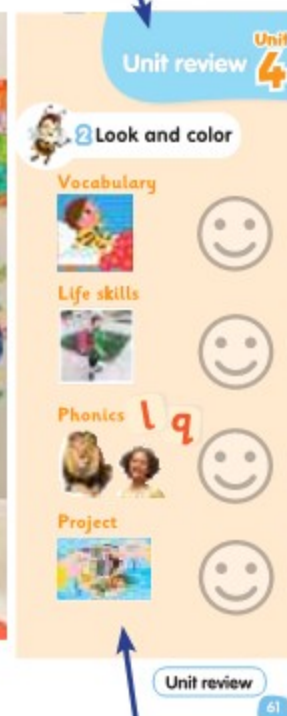 Unit
Unit review 4
2 Look and color
Vocabulary
Life skills
Phonics l q
Project
Unit review
61